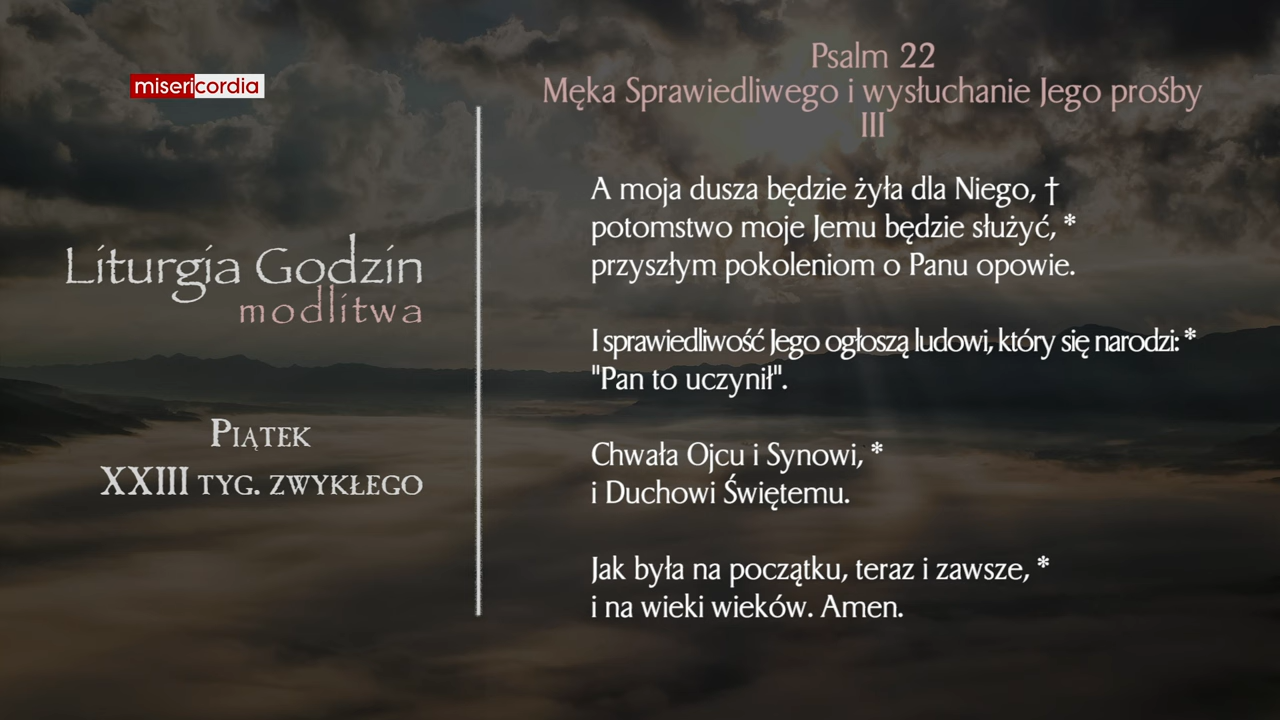 misericordia
Liturgia Godzin
modlitwa
Piątek
XXIII tyg. zwykłego
Psalm 22
Męka Sprawiedliwego i wysłuchanie Jego prośby
III
A moja dusza będzie żyła dla Niego, †
potomstwo moje Jemu będzie służyć, *
przyszłym pokoleniom o Panu opowie.
I sprawiedliwość Jego ogłoszą ludowi, który się narodzi: *
"Pan to uczynił".
Chwała Ojcu i Synowi, *
i Duchowi Świętemu.
Jak była na początku, teraz i zawsze, *
i na wieki wieków. Amen.